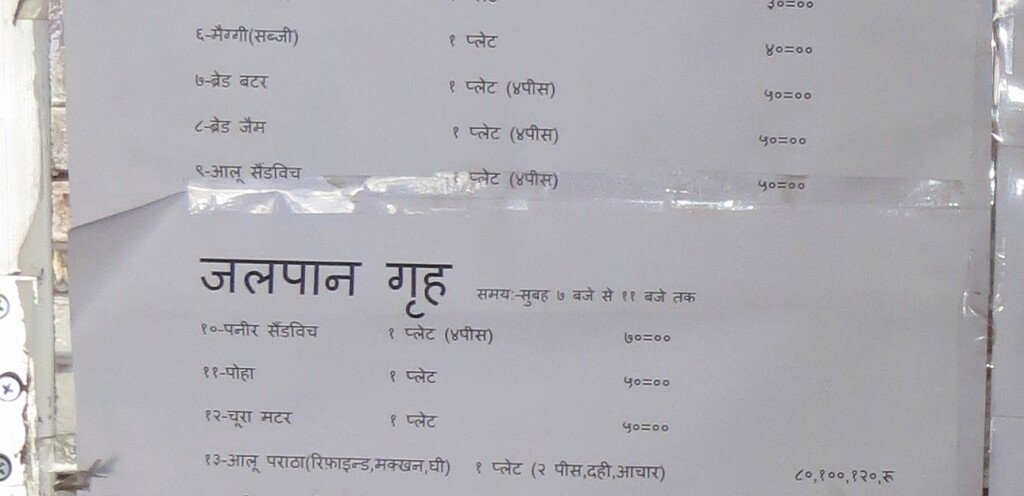 ३०=००
६-मैग्गी(सब्जी) १ प्लेट ४०=००
७-ब्रेड बटर १ प्लेट (४पीस) ५०=००
८-ब्रेड जैम १ प्लेट (४पीस) ५०=००
९-आलू सैंडविच १ प्लेट (४पीस) ५०=००
जलपान गृह समयः-सुबह ७ बजे से ११ बजे तक
१०-पनीर सैंडविच १ प्लेट (४पीस) ७०=००
११-पोहा १ प्लेट ५०=००
१२-चूरा मटर १ प्लेट ५०=००
१३-आलू पराठा(रिफ़ाइन्ड,मक्खन,घी) १ प्लेट (२ पीस,दही,आचार) ८०,१००,१२०,रू